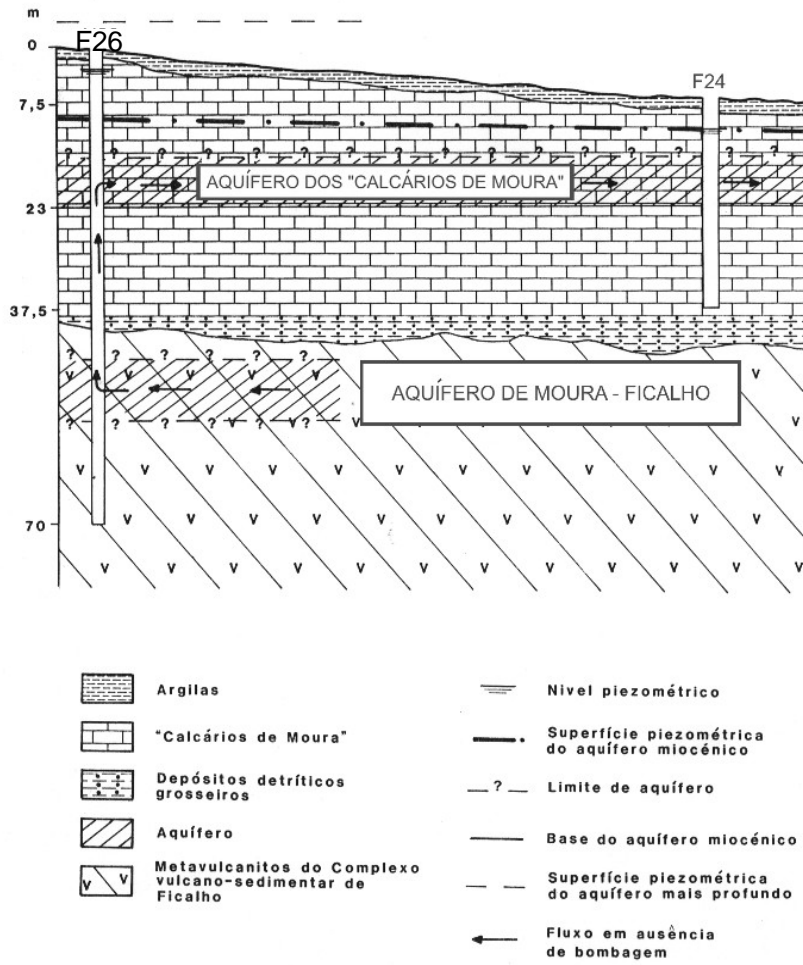 m
F26
0
F24
7,5
? ? ? ? ? ? ? ? ? ? ?
AQUÍFERO DOS "CALCÁRIOS DE MOURA"
23
37,5
? ? ? ? ?
AQUÍFERO DE MOURA - FICALHO
? ? ? ? ?
70
Argilas
"Calcários de Moura"
Depósitos detríticos
grosseiros
Aquífero
Metavulcanitos do Complexo
vulcano-sedimentar de
Ficalho
Nivel piezométrico
Superfície piezométrica
do aquífero miocénico
? Limite de aquífero
Base do aquífero miocénico
Superfície piezométrica
do aquífero mais profundo
Fluxo em ausência
de bombagem